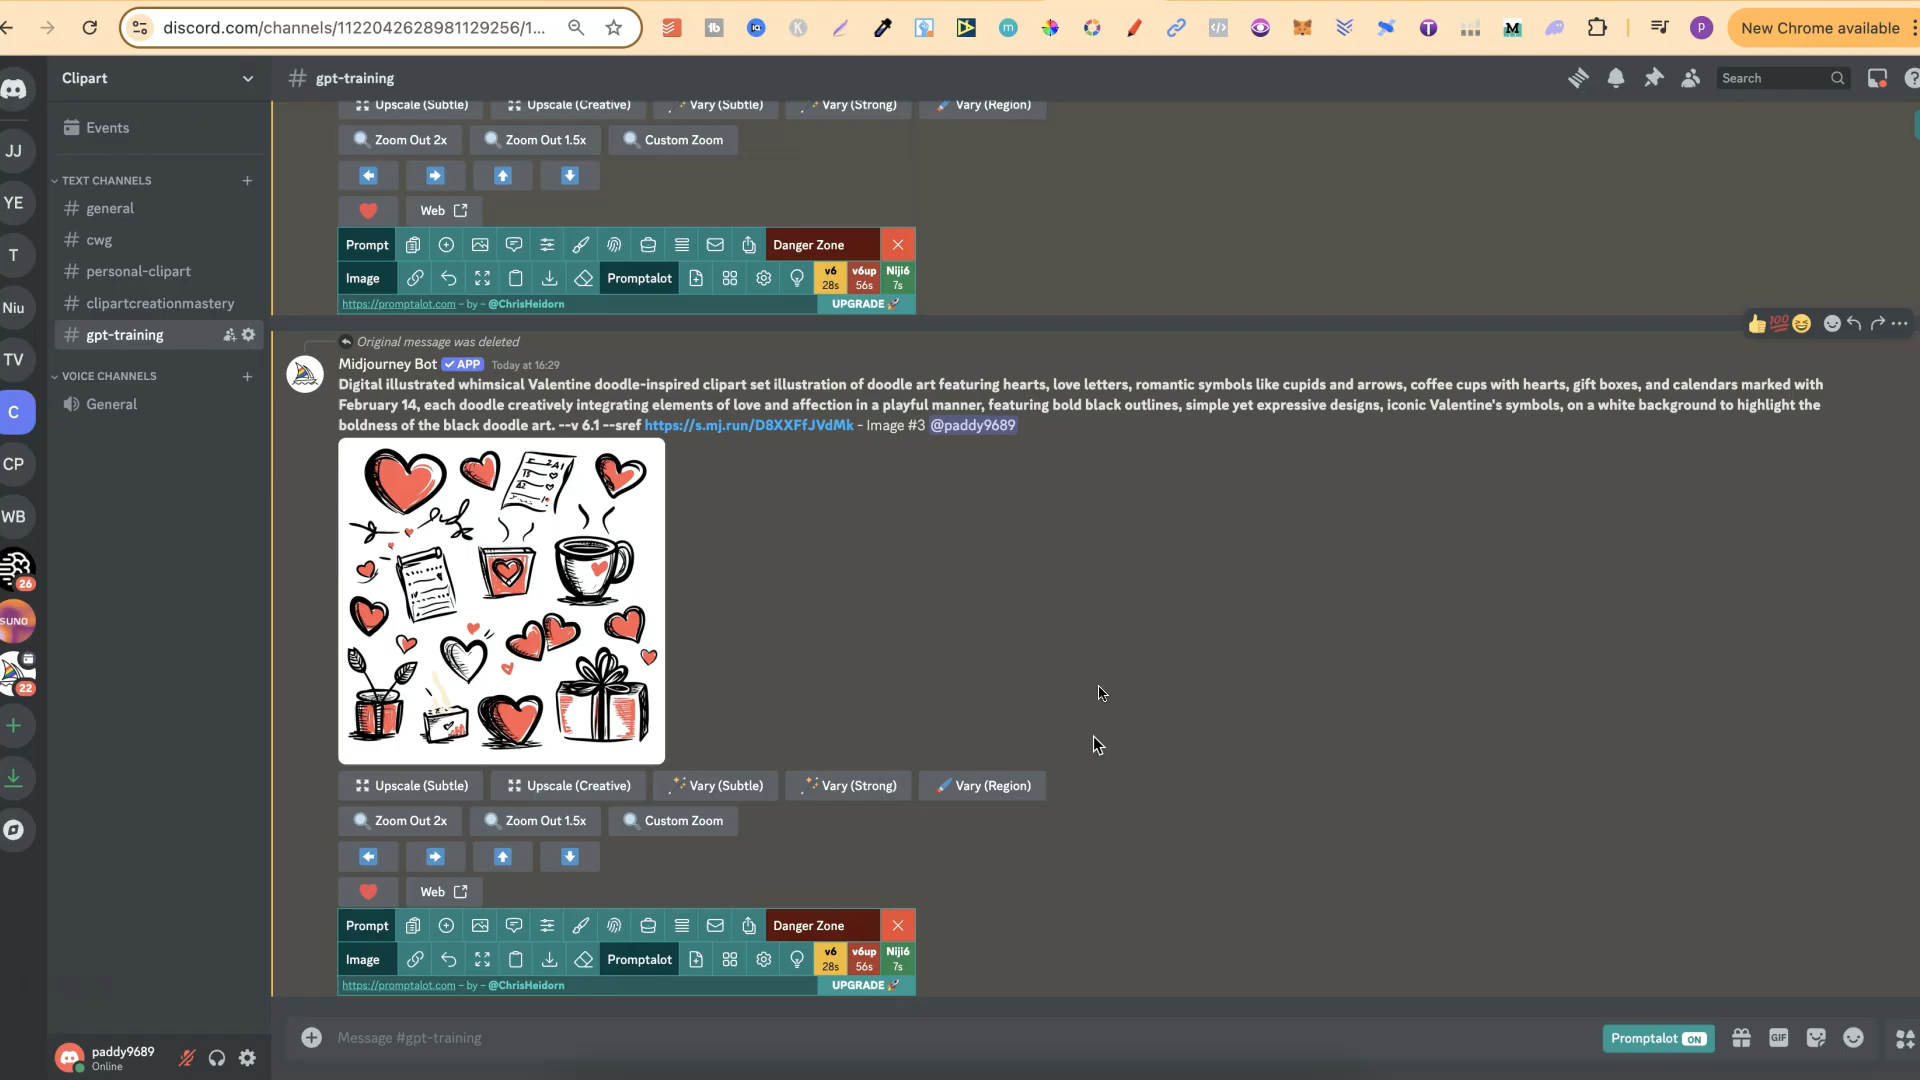 discord.com/channels/1122042628981129256/1...
New Chrome available
Clipart
# gpt-training
Search
Events
TEXT CHANNELS
general
cwg
personal-clipart
clipartcreationmastery
gpt-training
VOICE CHANNELS
General
JJ
YE
T
Niu
TV
C
CP
WB
26
SUNO
22
Upscale (Subtle) Upscale (Creative) Vary (Subtle) Vary (Strong) Vary (Region)
Zoom Out 2x Zoom Out 1.5x Custom Zoom
Web
Prompt Danger Zone
Image Promptalot v6 28s v6up 56s Niji6 7s
https://promptalot.com – by – @ChrisHeidorn UPGRADE
Original message was deleted
Midjourney Bot APP Today at 16:29
Digital illustrated whimsical Valentine doodle-inspired clipart set illustration of doodle art featuring hearts, love letters, romantic symbols like cupids and arrows, coffee cups with hearts, gift boxes, and calendars marked with
February 14, each doodle creatively integrating elements of love and affection in a playful manner, featuring bold black outlines, simple yet expressive designs, iconic Valentine's symbols, on a white background to highlight the
boldness of the black doodle art. --v 6.1 --sref https://s.mj.run/D8XXFfJVdMk - Image #3 @paddy9689
Upscale (Subtle) Upscale (Creative) Vary (Subtle) Vary (Strong) Vary (Region)
Zoom Out 2x Zoom Out 1.5x Custom Zoom
Web
Prompt Danger Zone
Image Promptalot v6 28s v6up 56s Niji6 7s
https://promptalot.com – by – @ChrisHeidorn UPGRADE
Message #gpt-training
Promptalot ON
GIF
paddy9689
Online